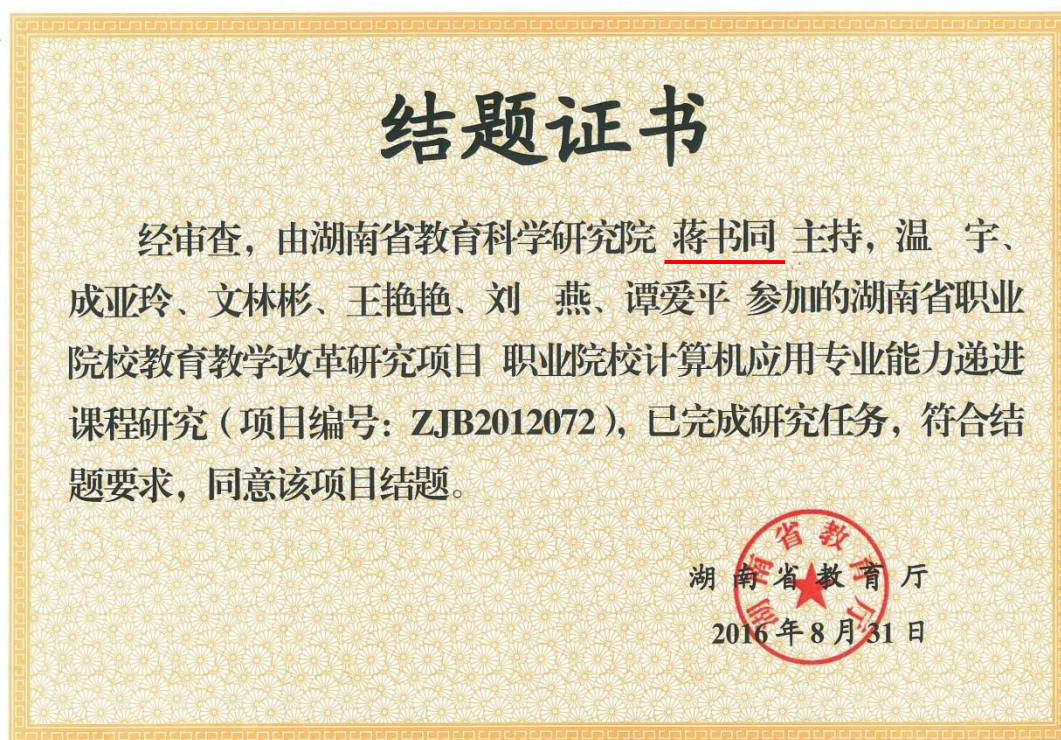 结题证书
经审查，由湖南省教育科学研究院 蒋书同 主持，温 宇、
成亚玲、文林彬、王艳艳、刘 燕、谭爱平 参加的湖南省职业
院校教育教学改革研究项目 职业院校计算机应用专业能力递进
课程研究（项目编号：ZJB2012072），已完成研究任务，符合结
题要求，同意该项目结题。
湖南省教育厅
湖南省教育厅
2016年8月31日